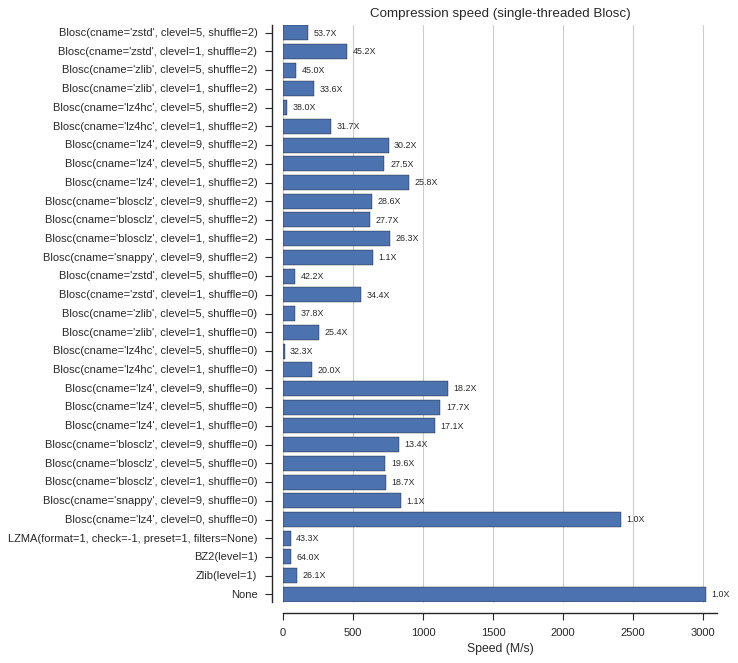 Compression speed (single-threaded Blosc)
Blosc(cname='zstd', clevel=5, shuffle=2) 53.7X
Blosc(cname='zstd', clevel=1, shuffle=2) 45.2X
Blosc(cname='zlib', clevel=5, shuffle=2) 45.0X
Blosc(cname='zlib', clevel=1, shuffle=2) 33.6X
Blosc(cname='lz4hc', clevel=5, shuffle=2) 38.0X
Blosc(cname='lz4hc', clevel=1, shuffle=2) 31.7X
Blosc(cname='lz4', clevel=9, shuffle=2) 30.2X
Blosc(cname='lz4', clevel=5, shuffle=2) 27.5X
Blosc(cname='lz4', clevel=1, shuffle=2) 25.8X
Blosc(cname='blosclz', clevel=9, shuffle=2) 28.6X
Blosc(cname='blosclz', clevel=5, shuffle=2) 27.7X
Blosc(cname='blosclz', clevel=1, shuffle=2) 26.3X
Blosc(cname='snappy', clevel=9, shuffle=2) 1.1X
Blosc(cname='zstd', clevel=5, shuffle=0) 42.2X
Blosc(cname='zstd', clevel=1, shuffle=0) 34.4X
Blosc(cname='zlib', clevel=5, shuffle=0) 37.8X
Blosc(cname='zlib', clevel=1, shuffle=0) 25.4X
Blosc(cname='lz4hc', clevel=5, shuffle=0) 32.3X
Blosc(cname='lz4hc', clevel=1, shuffle=0) 20.0X
Blosc(cname='lz4', clevel=9, shuffle=0) 18.2X
Blosc(cname='lz4', clevel=5, shuffle=0) 17.7X
Blosc(cname='lz4', clevel=1, shuffle=0) 17.1X
Blosc(cname='blosclz', clevel=9, shuffle=0) 13.4X
Blosc(cname='blosclz', clevel=5, shuffle=0) 19.6X
Blosc(cname='blosclz', clevel=1, shuffle=0) 18.7X
Blosc(cname='snappy', clevel=9, shuffle=0) 1.1X
Blosc(cname='lz4', clevel=0, shuffle=0) 1.0X
LZMA(format=1, check=-1, preset=1, filters=None) 43.3X
BZ2(level=1) 64.0X
Zlib(level=1) 26.1X
None 1.0X
0 500 1000 1500 2000 2500 3000
Speed (M/s)